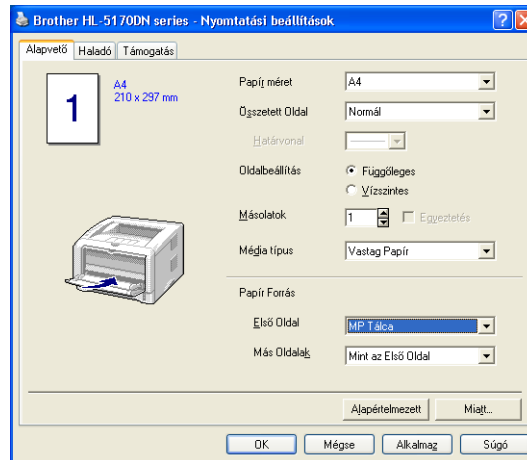 Brother HL-5170DN series - Nyomtatási beállítások
Alapvető Haladó Támogatás
1
A4
210 x 297 mm
Papír méret A4
Összetett Oldal Normál
Határvonal
Oldalbeállítás Függőleges
Vízszintes
Másolatok 1 Egyeztetés
Média típus Vastag Papír
Papír Forrás
Első Oldal MP Tálca
Más Oldalak Mint az Első Oldal
Alapértelmezett Miatt...
OK Mégse Alkalmaz Súgó